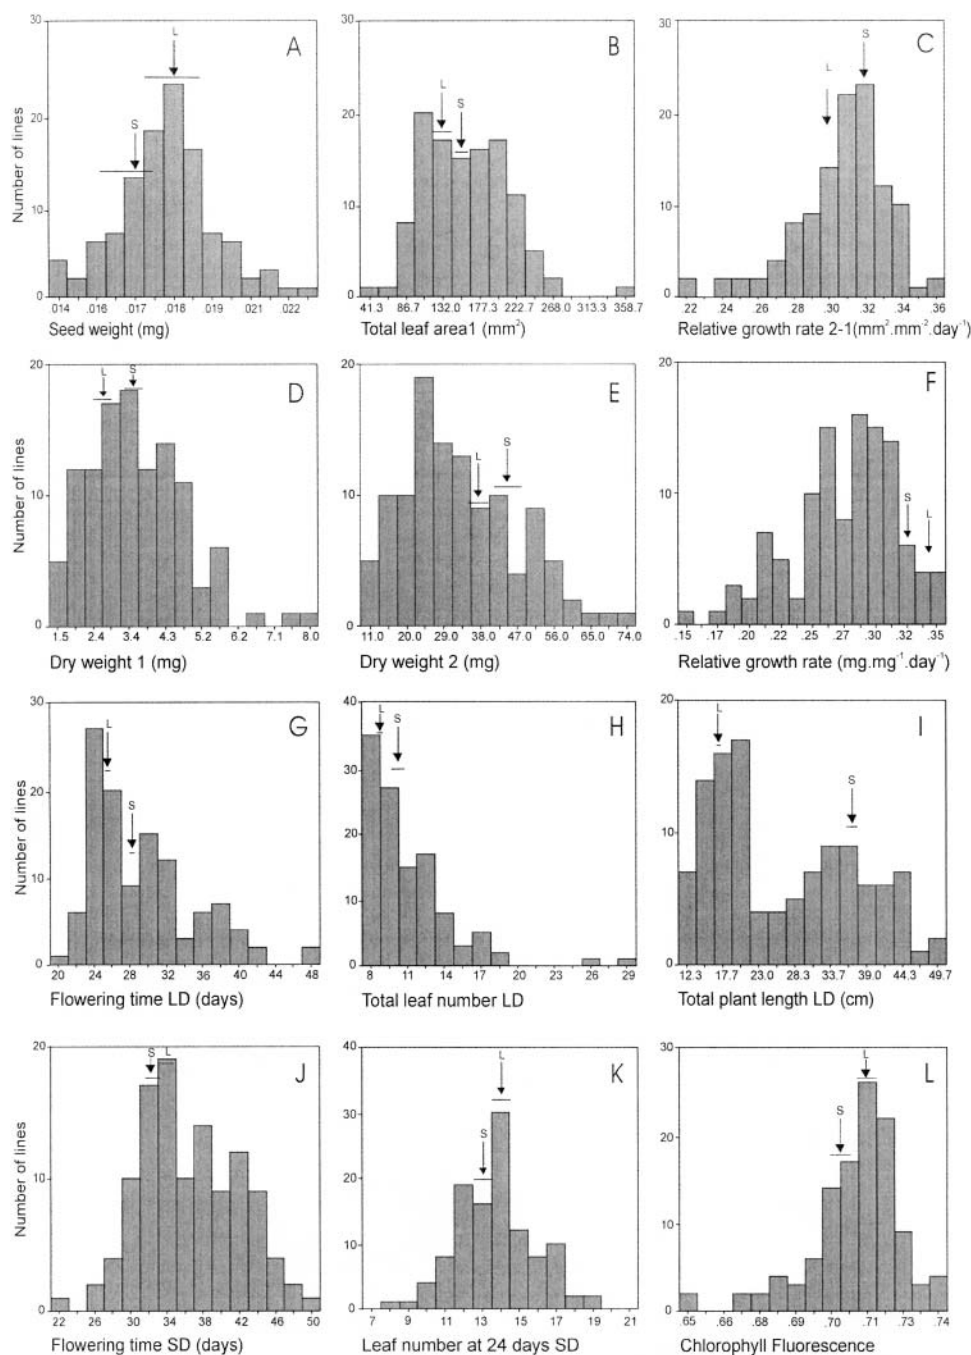 30
L
A
20
S
10
0
Number of lines
.014 .016 .017 .018 .019 .021 .022
Seed weight (mg)
30
B
L
S
20
10
0
41.3 86.7 132.0 177.3 222.7 268.0 313.3 358.7
Total leaf area1 (mm²)
30
S
C
L
20
10
0
.22 .24 .26 .28 .30 .32 .34 .36
Relative growth rate 2-1(mm².mm⁻².day⁻¹)
20
L S
D
10
0
Number of lines
1.5 2.4 3.4 4.3 5.2 6.2 7.1 8.0
Dry weight 1 (mg)
20
E
S
L
10
0
11.0 20.0 29.0 38.0 47.0 56.0 65.0 74.0
Dry weight 2 (mg)
20
F
S L
10
0
.15 .17 .20 .22 .25 .27 .30 .32 .35
Relative growth rate (mg.mg⁻¹.day⁻¹)
30
L
G
S
20
10
0
Number of lines
20 24 28 32 36 40 44 48
Flowering time LD (days)
40
L
S
H
30
20
10
0
8 11 14 17 20 23 26 29
Total leaf number LD
20
L
I
S
10
0
12.3 17.7 23.0 28.3 33.7 39.0 44.3 49.7
Total plant length LD (cm)
20
S L
J
10
0
Number of lines
22 26 30 34 38 42 46 50
Flowering time SD (days)
40
L
K
S
30
20
10
0
7 9 11 13 15 17 19 21
Leaf number at 24 days SD
30
L
L
S
20
10
0
.65 .66 .68 .69 .70 .71 .73 .74
Chlorophyll Fluorescence